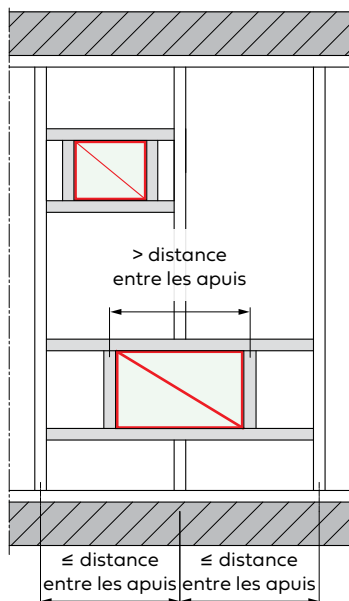 > distance
entre les apuis
≤ distance
entre les apuis
≤ distance
entre les apuis